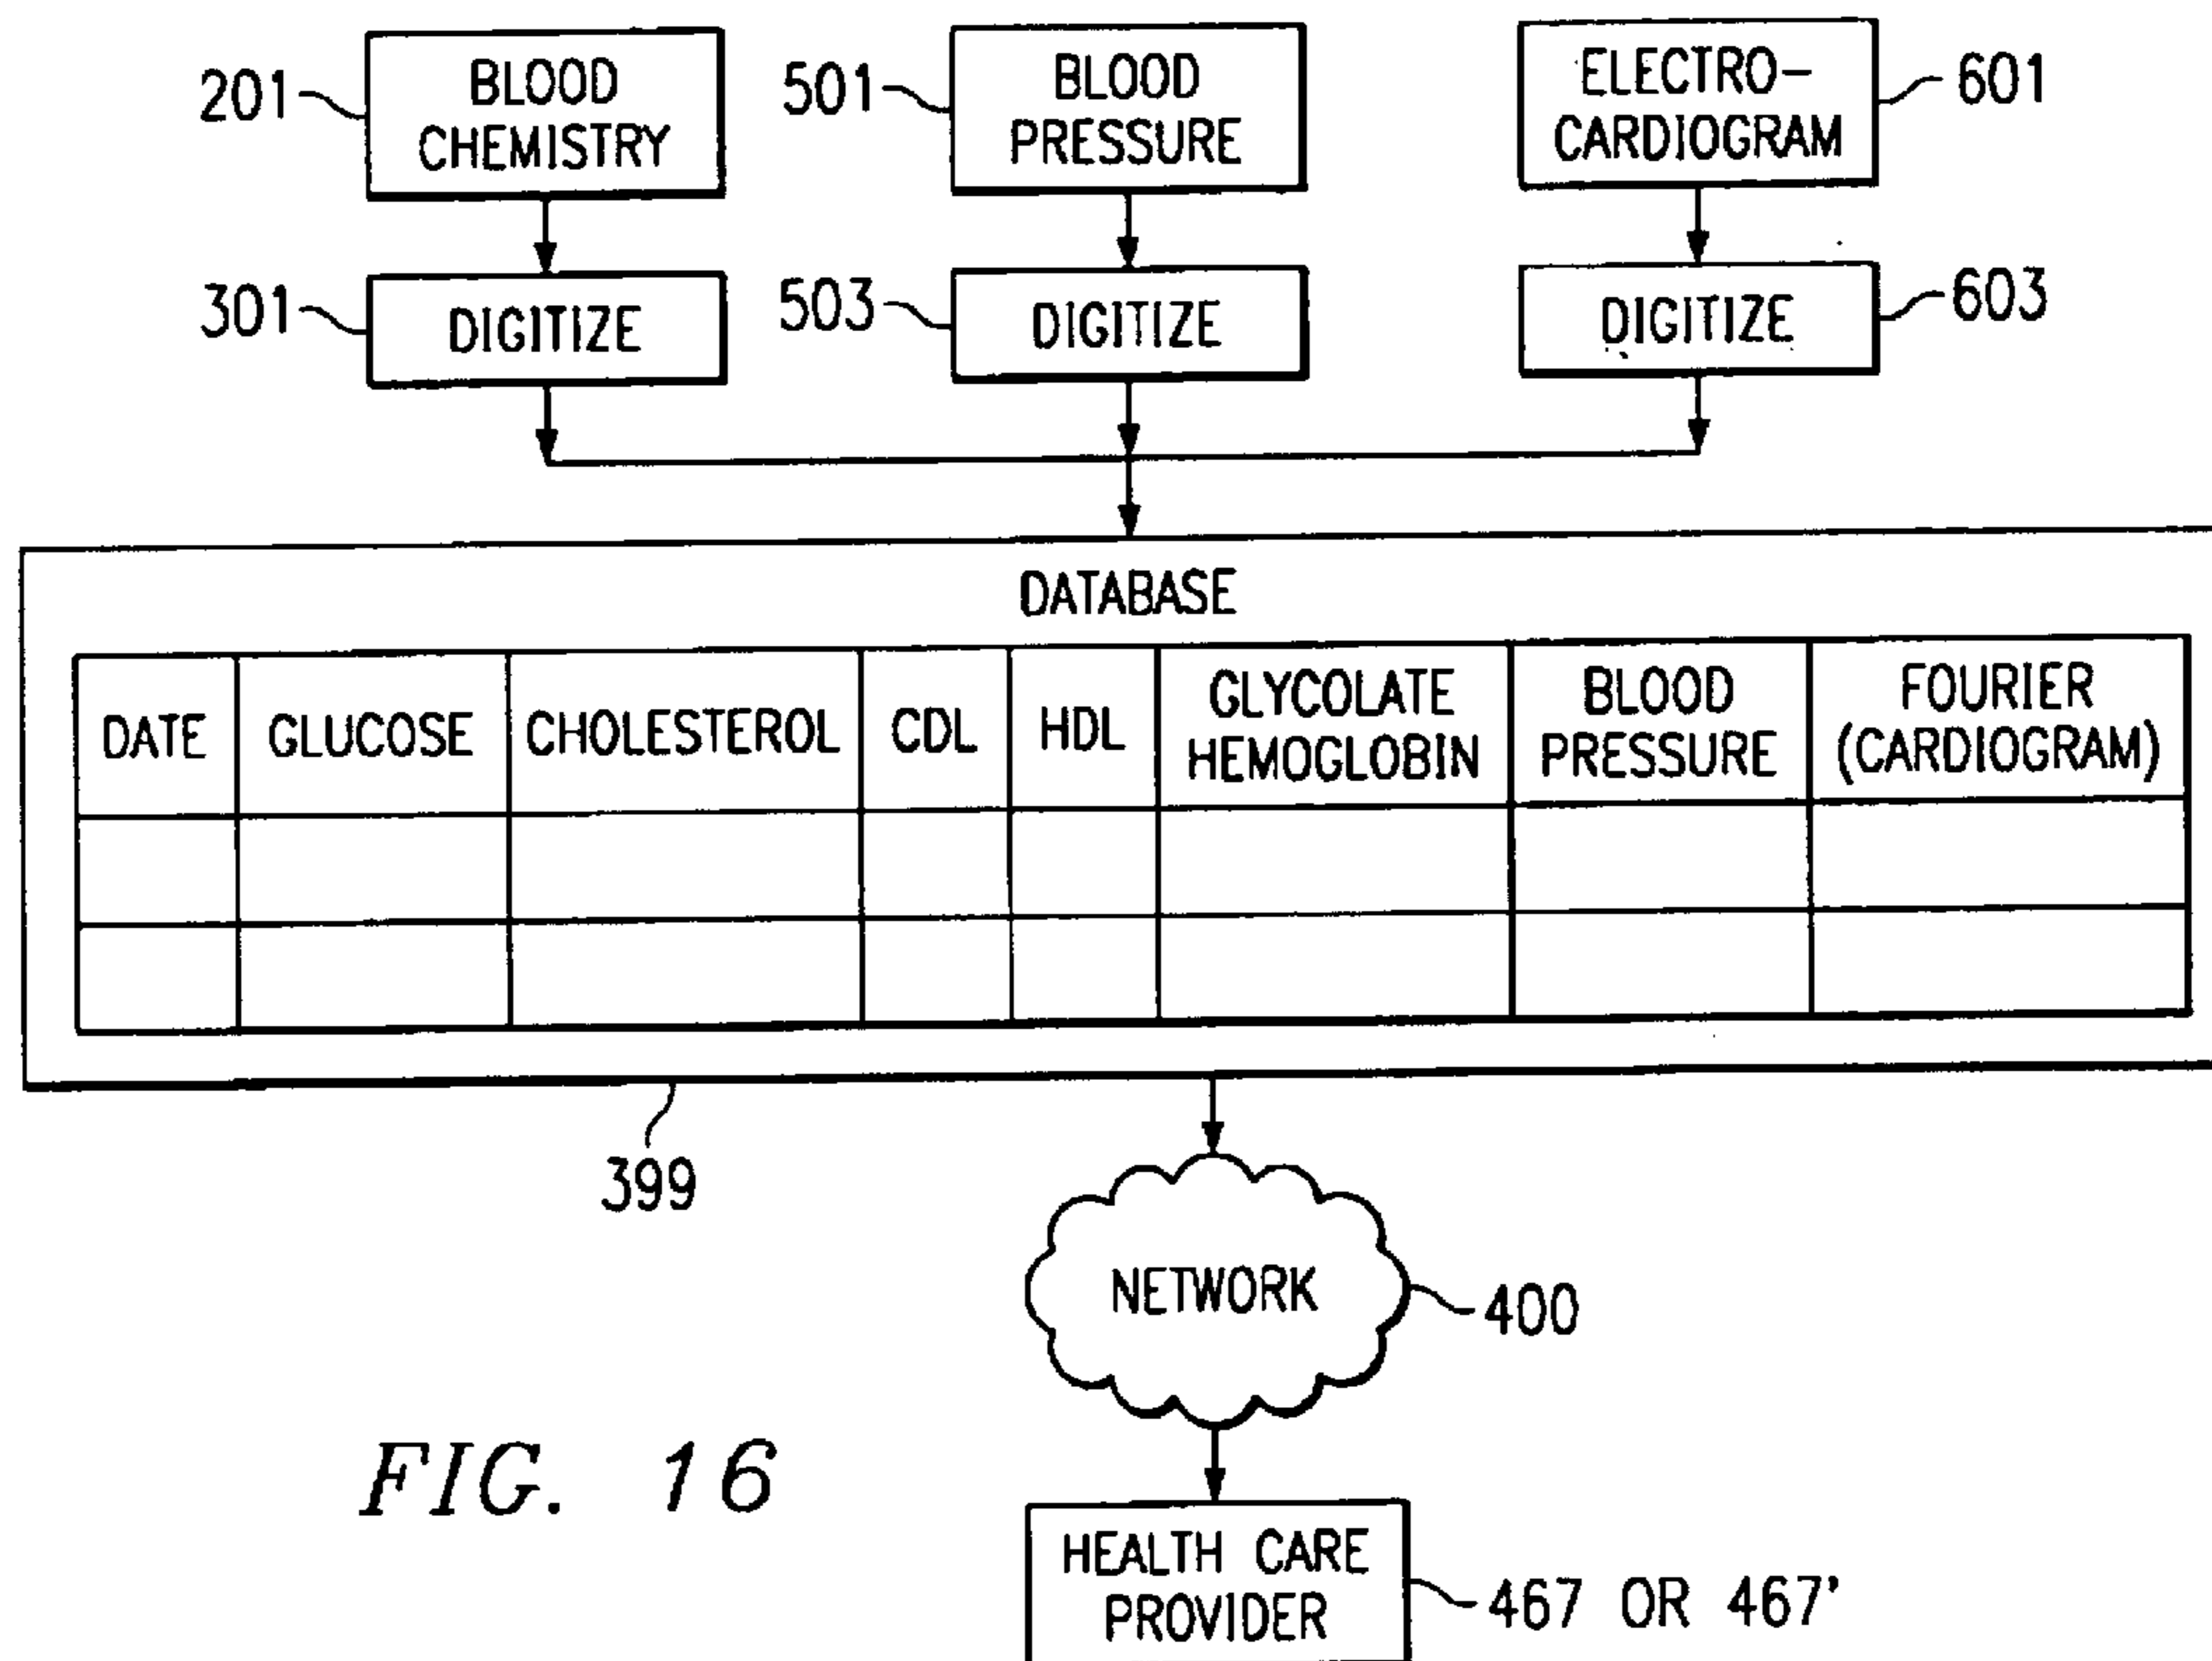 201
BLOOD
CHEMISTRY
501
BLOOD
PRESSURE
ELECTRO-
CARDIOGRAM
601
301
DIGITIZE
503
DIGITIZE
DIGITIZE
603
DATABASE
DATE
GLUCOSE
CHOLESTEROL
CDL
HDL
GLYCOLATE
HEMOGLOBIN
BLOOD
PRESSURE
FOURIER
(CARDIOGRAM)
399
NETWORK
400
FIG. 16
HEALTH CARE
PROVIDER
467 OR 467'